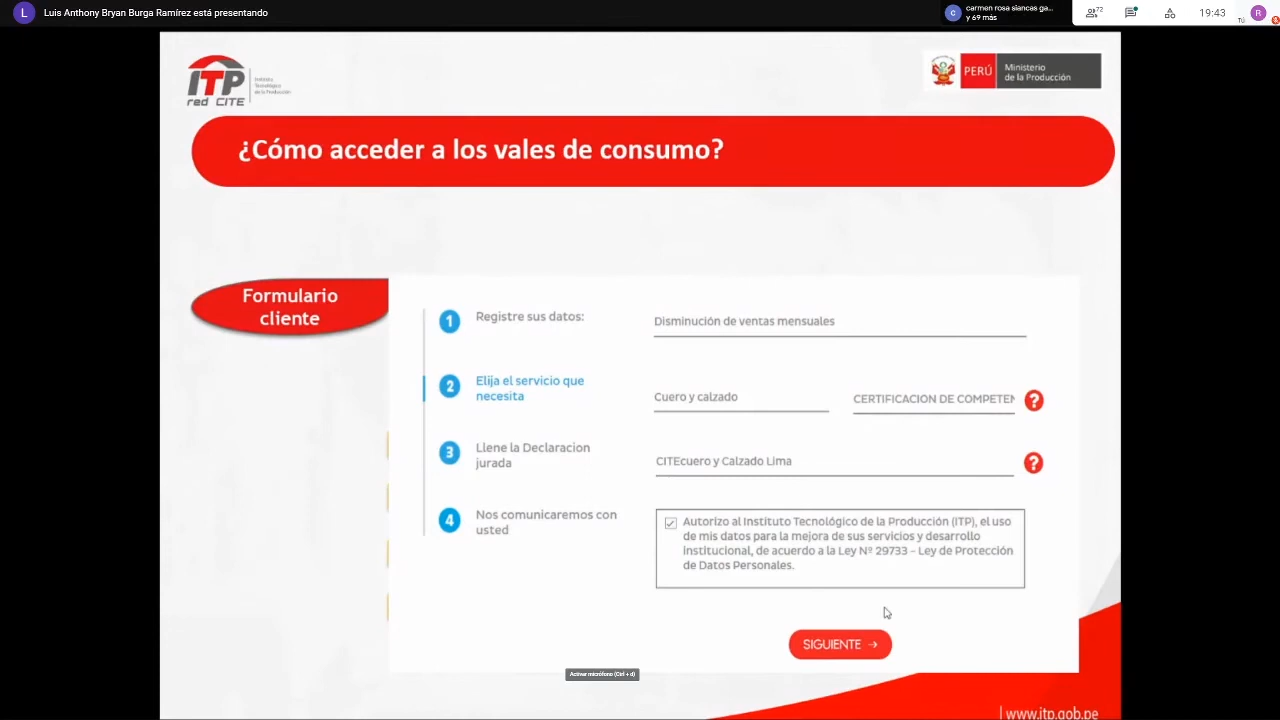 L Luis Anthony Bryan Burga Ramírez está presentando
c carmen rosa siancas ga...
y 69 más
72
19:43
Tú
R
ITP
red CITE
Instituto
Tecnológico
de la Producción
PERÚ
Ministerio
de la Producción
¿Cómo acceder a los vales de consumo?
Formulario
cliente
1 Registre sus datos:
Disminución de ventas mensuales
2 Elija el servicio que
necesita
Cuero y calzado
CERTIFICACION DE COMPETEN
?
3 Llene la Declaracion
jurada
CITEcuero y Calzado Lima
?
4 Nos comunicaremos con
usted
Autorizo al Instituto Tecnológico de la Producción (ITP), el uso
de mis datos para la mejora de sus servicios y desarrollo
institucional, de acuerdo a la Ley Nº 29733 - Ley de Protección
de Datos Personales.
SIGUIENTE →
Activar micrófono (Ctrl + d)
www.itp.gob.pe